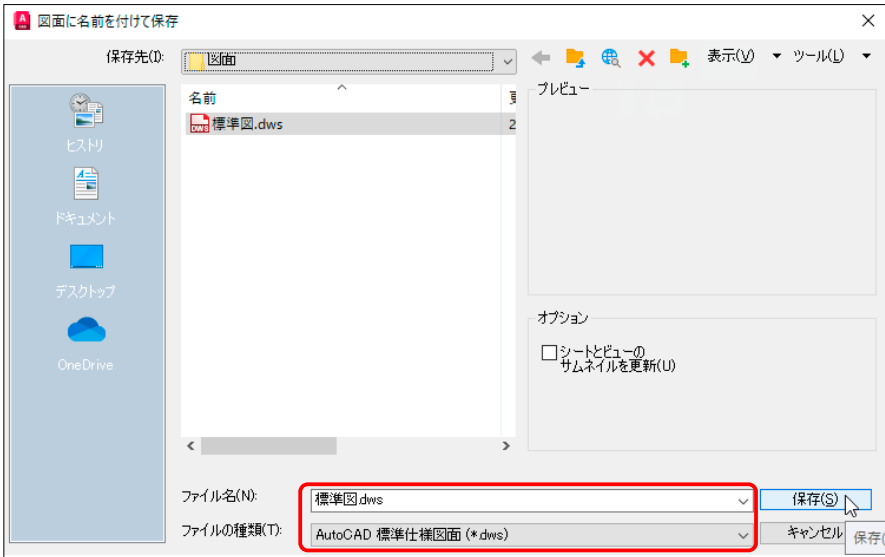 図面に名前を付けて保存
保存先(I):
図面
表示(V)
ツール(L)
ヒストリ
ドキュメント
デスクトップ
OneDrive
名前
標準図.dws
2
プレビュー
オプション
シートとビューの
サムネイルを更新(U)
ファイル名(N):
標準図.dws
保存(S)
ファイルの種類(T):
AutoCAD 標準仕様図面 (*.dws)
キャンセル
保存(